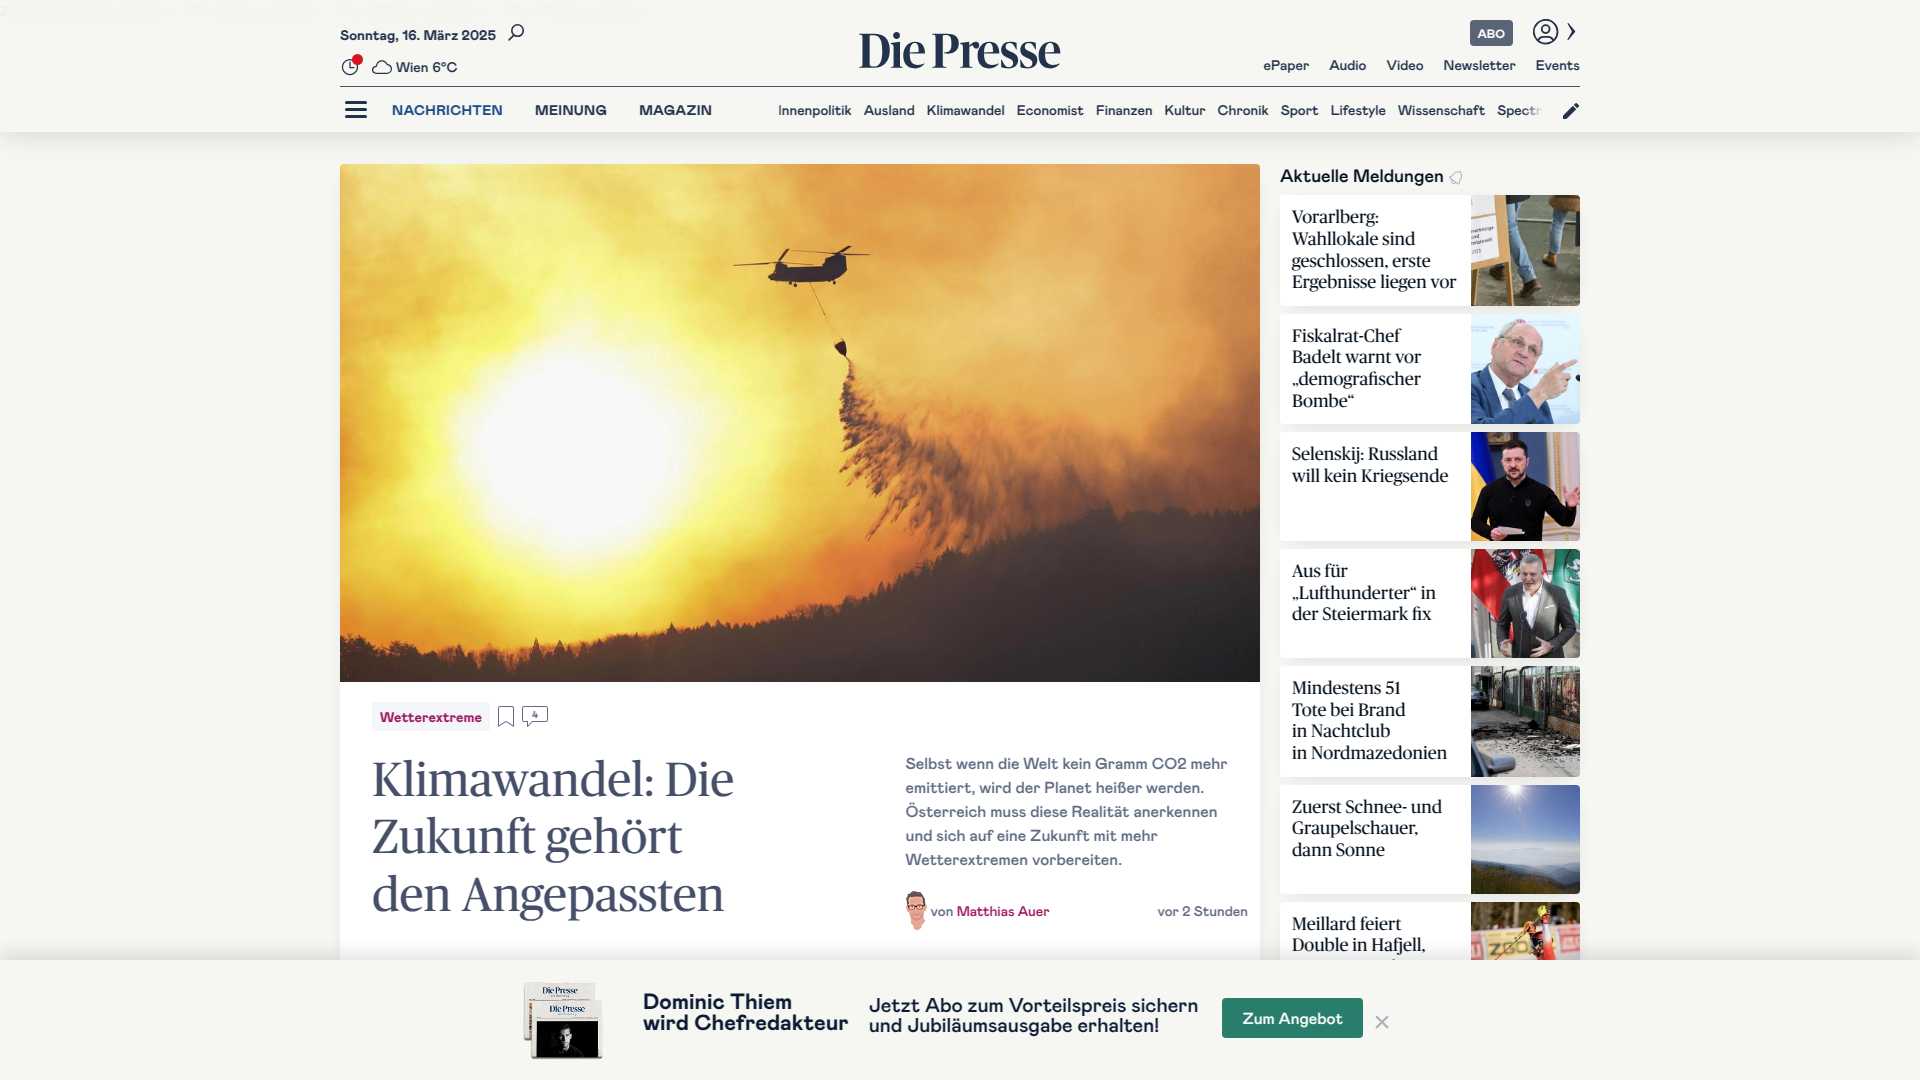 Sonntag, 16. März 2025
Wien 6°C
Die Presse
ABO
ePaper Audio Video Newsletter Events
NACHRICHTEN MEINUNG MAGAZIN
Innenpolitik Ausland Klimawandel Economist Finanzen Kultur Chronik Sport Lifestyle Wissenschaft Spectr
Wetterextreme
4
Klimawandel: Die
Zukunft gehört
den Angepassten
Selbst wenn die Welt kein Gramm CO2 mehr
emittiert, wird der Planet heißer werden.
Österreich muss diese Realität anerkennen
und sich auf eine Zukunft mit mehr
Wetterextremen vorbereiten.
von Matthias Auer
vor 2 Stunden
Aktuelle Meldungen
Vorarlberg:
Wahllokale sind
geschlossen, erste
Ergebnisse liegen vor
Fiskalrat-Chef
Badelt warnt vor
„demografischer
Bombe“
Selenskij: Russland
will kein Kriegsende
Aus für
„Lufthunderter“ in
der Steiermark fix
Mindestens 51
Tote bei Brand
in Nachtclub
in Nordmazedonien
Zuerst Schnee- und
Graupelschauer,
dann Sonne
Meillard feiert
Double in Hafjell,
Die Presse
Die Presse
Dominic Thiem
wird Chefredakteur
Jetzt Abo zum Vorteilspreis sichern
und Jubiläumsausgabe erhalten!
Zum Angebot